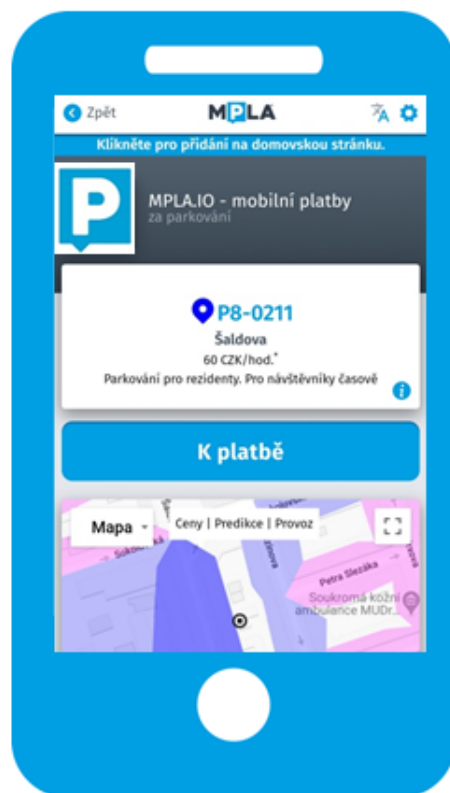 Zpět
MPLA
Klikněte pro přidání na domovskou stránku.
P
MPLA.IO - mobilní platby
za parkování
P8-0211
Šaldova
60 CZK/hod.*
Parkování pro rezidenty. Pro návštěvníky časově
K platbě
Mapa
Ceny | Predikce | Provoz
Petra Slezáka
Soukromá kožní
ambulance MUDr...